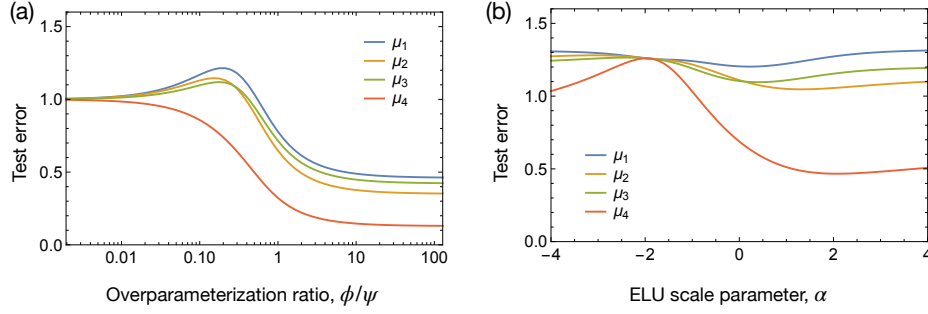 (a)
1.5
1.0
0.5
0.0
Test error
μ1
μ2
μ3
μ4
0.01 0.10 1 10 100
Overparameterization ratio, ϕ/ψ
(b)
1.5
1.0
0.5
0.0
Test error
μ1
μ2
μ3
μ4
−4 −2 0 2 4
ELU scale parameter, α